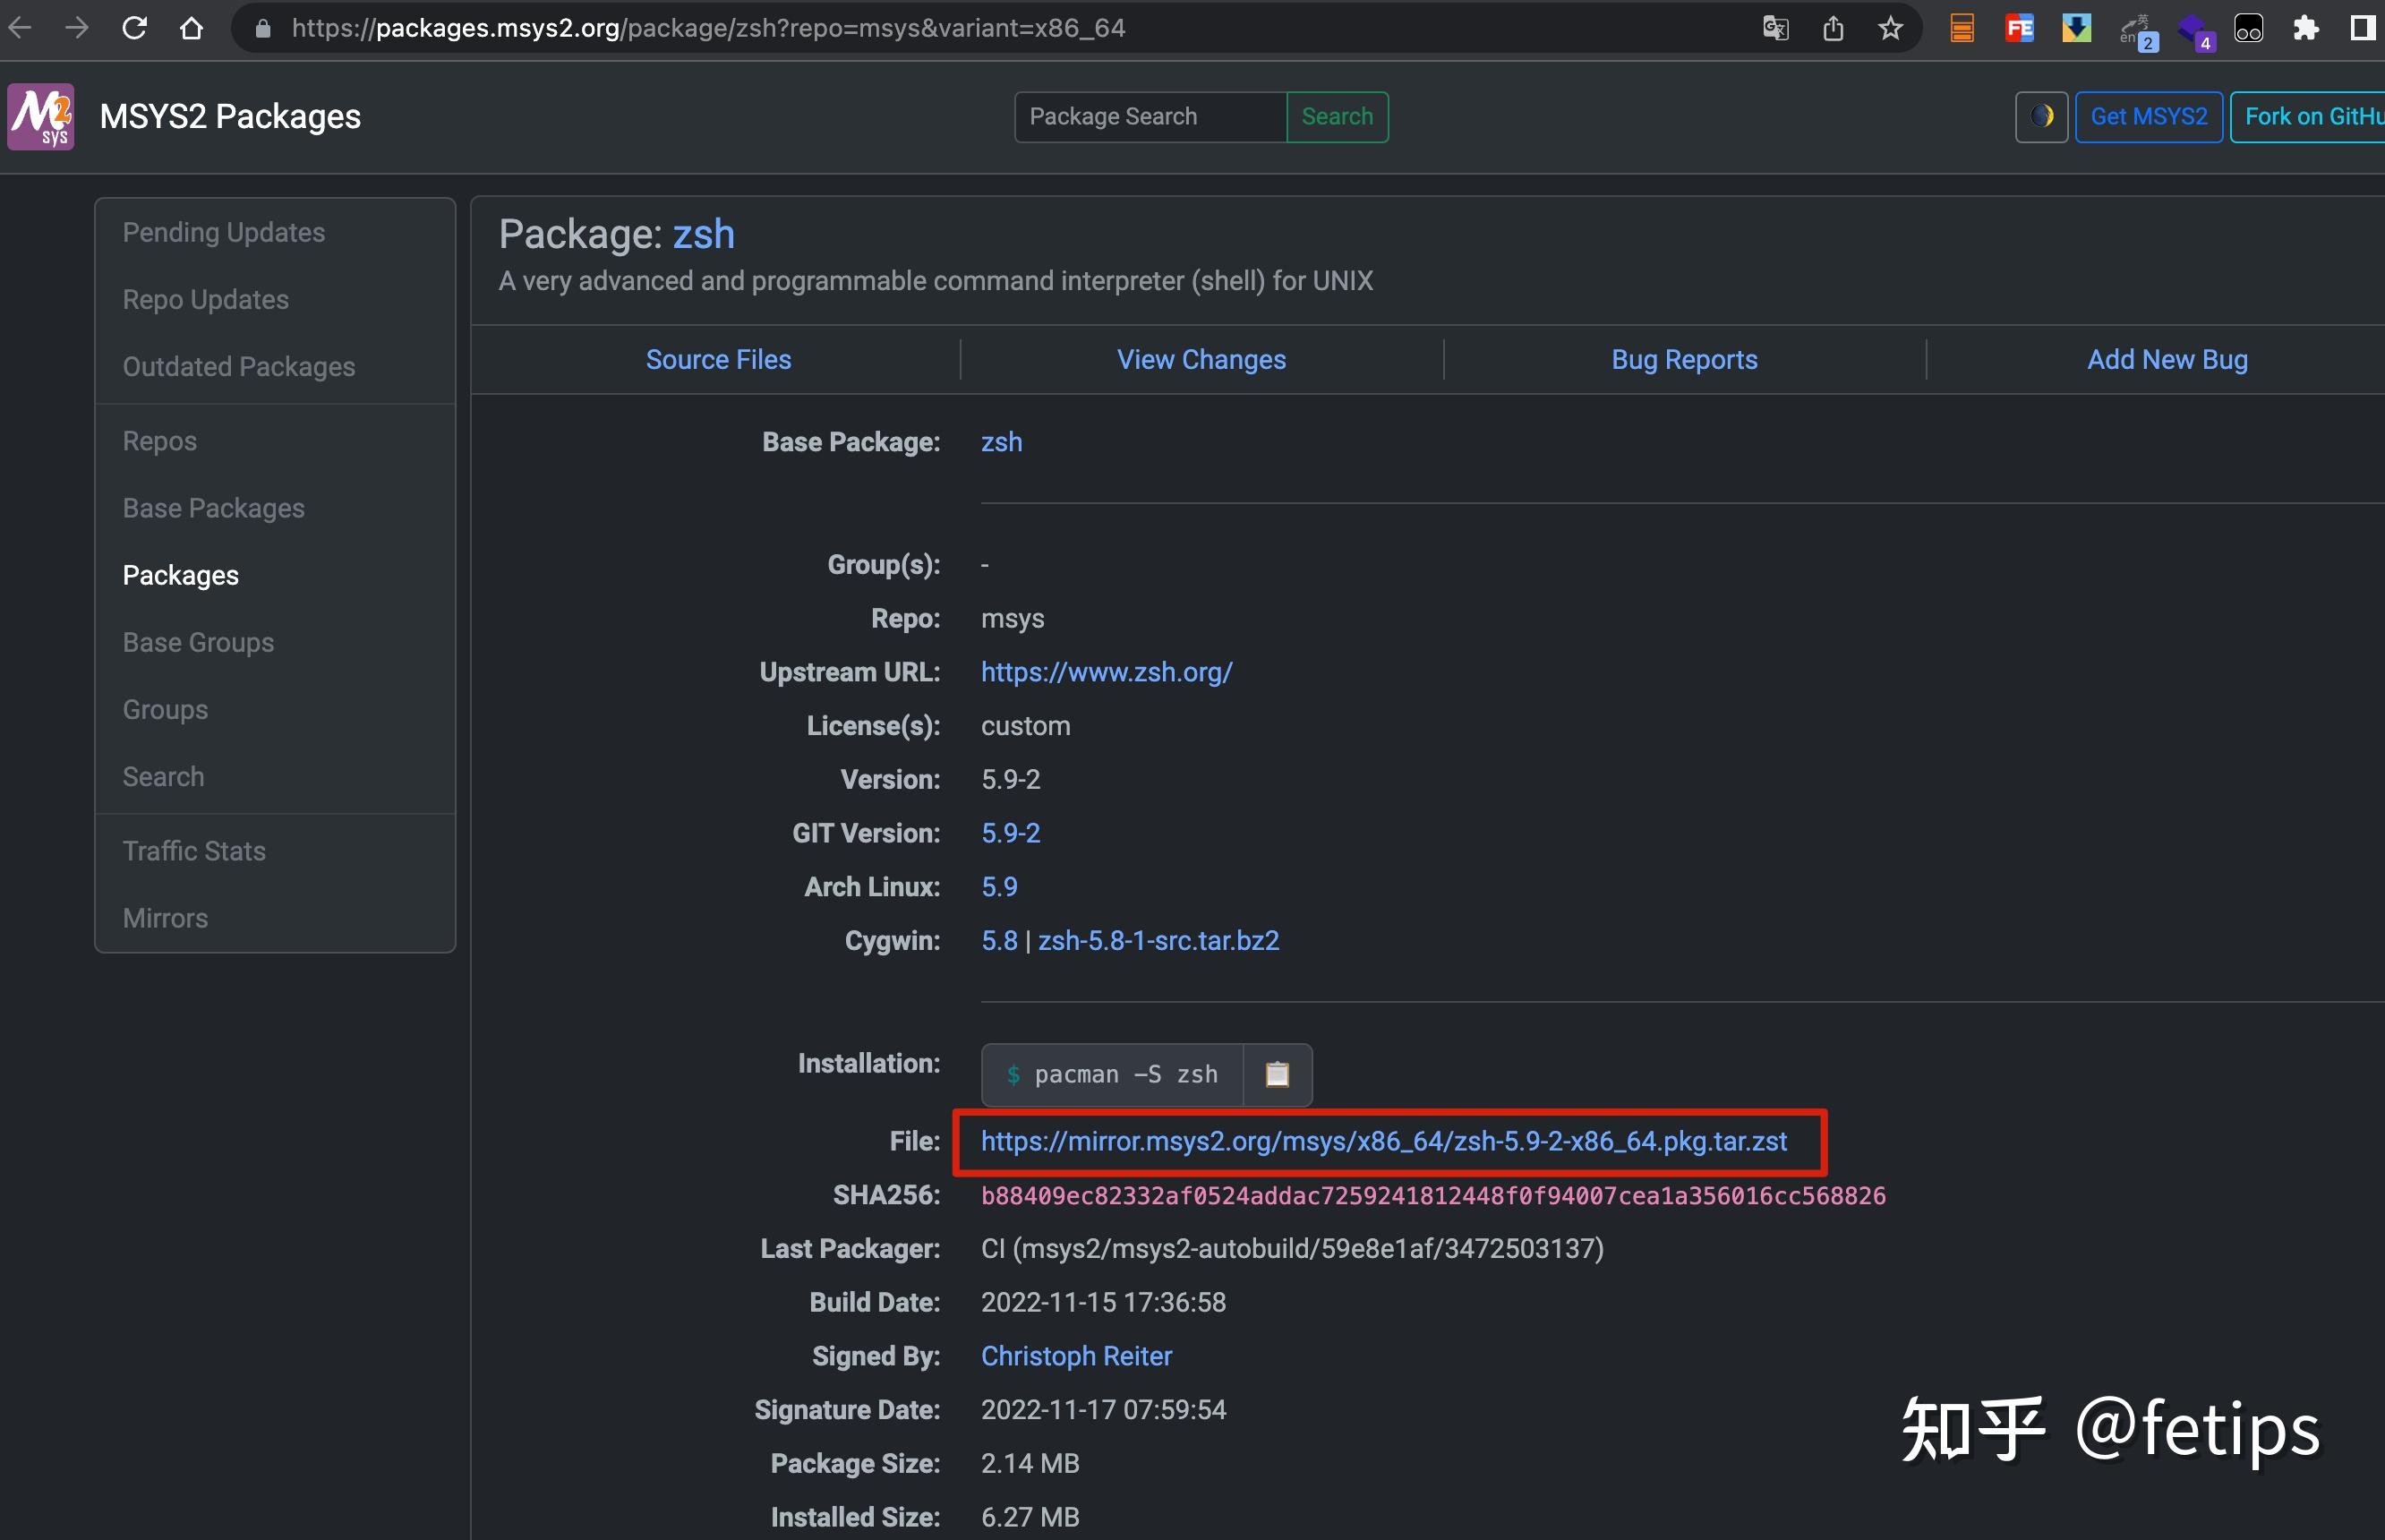 https://packages.msys2.org/package/zsh?repo=msys&variant=x86_64
FE
英
en
2
4
M2
sys
MSYS2 Packages
Package Search
Search
Get MSYS2
Fork on GitHu
Pending Updates
Repo Updates
Outdated Packages
Repos
Base Packages
Packages
Base Groups
Groups
Search
Traffic Stats
Mirrors
Package: zsh
A very advanced and programmable command interpreter (shell) for UNIX
Source Files
View Changes
Bug Reports
Add New Bug
Base Package: zsh
Group(s): -
Repo: msys
Upstream URL: https://www.zsh.org/
License(s): custom
Version: 5.9-2
GIT Version: 5.9-2
Arch Linux: 5.9
Cygwin: 5.8 | zsh-5.8-1-src.tar.bz2
Installation: $ pacman -S zsh
File: https://mirror.msys2.org/msys/x86_64/zsh-5.9-2-x86_64.pkg.tar.zst
SHA256: b88409ec82332af0524addac7259241812448f0f94007cea1a356016cc568826
Last Packager: CI (msys2/msys2-autobuild/59e8e1af/3472503137)
Build Date: 2022-11-15 17:36:58
Signed By: Christoph Reiter
Signature Date: 2022-11-17 07:59:54
Package Size: 2.14 MB
Installed Size: 6.27 MB
知乎 @fetips